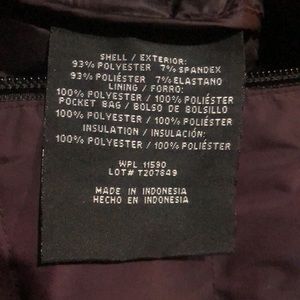 SHELL / EXTERIOR:
93% POLYESTER 7% SPANDEX
93% POLIÉSTER 7% ELASTANO
LINING / FORRO:
100% POLYESTER / 100% POLIÉSTER
POCKET BAG / BOLSO DE BOLSILLO
100% POLYESTER / 100% POLIÉSTER
INSULATION / INSULACIÓN:
100% POLYESTER / 100% POLIÉSTER
WPL 11590
LOT# T207849
MADE IN INDONESIA
HECHO EN INDONESIA